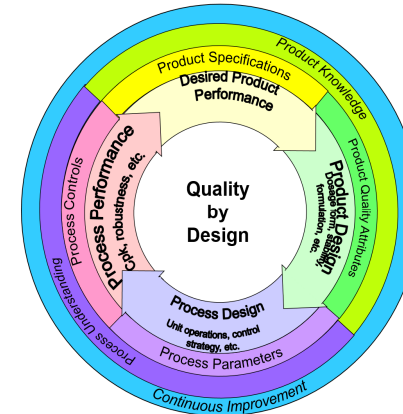 Product Knowledge
Product Specifications
Desired Product
Performance
Product Quality Attributes
Product Design
Dosage form, stability,
formulation, etc.
Quality
by
Design
Process Performance
Cpk, robustness, etc.
Process Controls
Process Understanding
Process Design
Unit operations, control
strategy, etc.
Process Parameters
Continuous Improvement